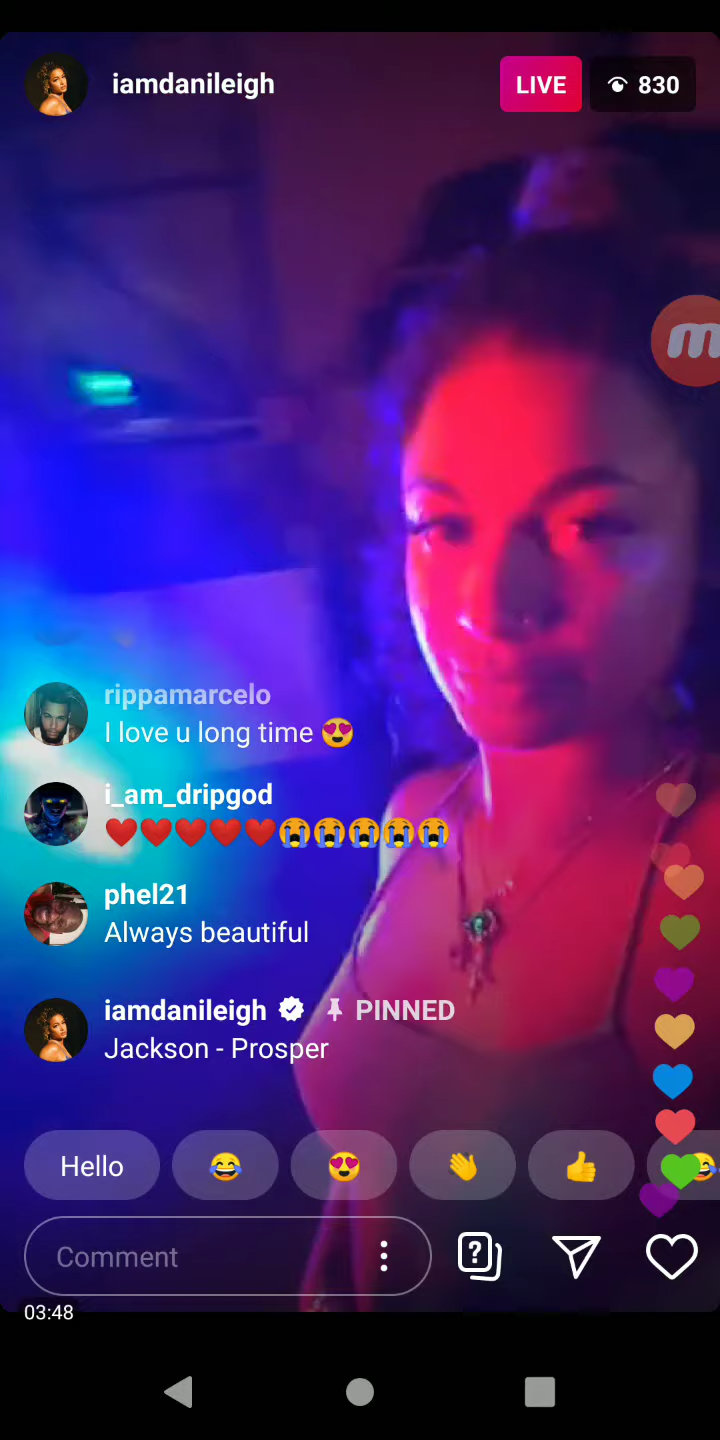 iamdanileigh
LIVE
830
rippamarcelo
I love u long time 😍
i_am_dripgod
❤️❤️❤️❤️❤️😭😭😭😭😭
phel21
Always beautiful
iamdanileigh PINNED
Jackson - Prosper
Hello 😂 😍 👋 👍 😂
Comment
03:48